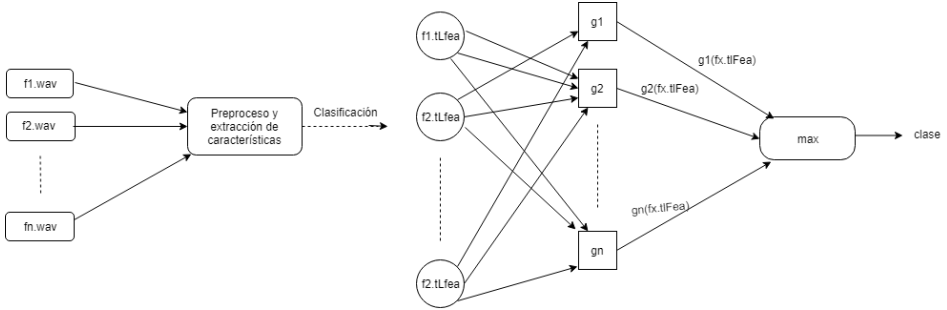 f1.wav
f2.wav
fn.wav
Preproceso y
extracción de
características
Clasificación
f1.tLfea
f2.tLfea
f2.tLfea
g1
g2
gn
g1(fx.tlFea)
g2(fx.tlFea)
gn(fx.tlFea)
max
clase